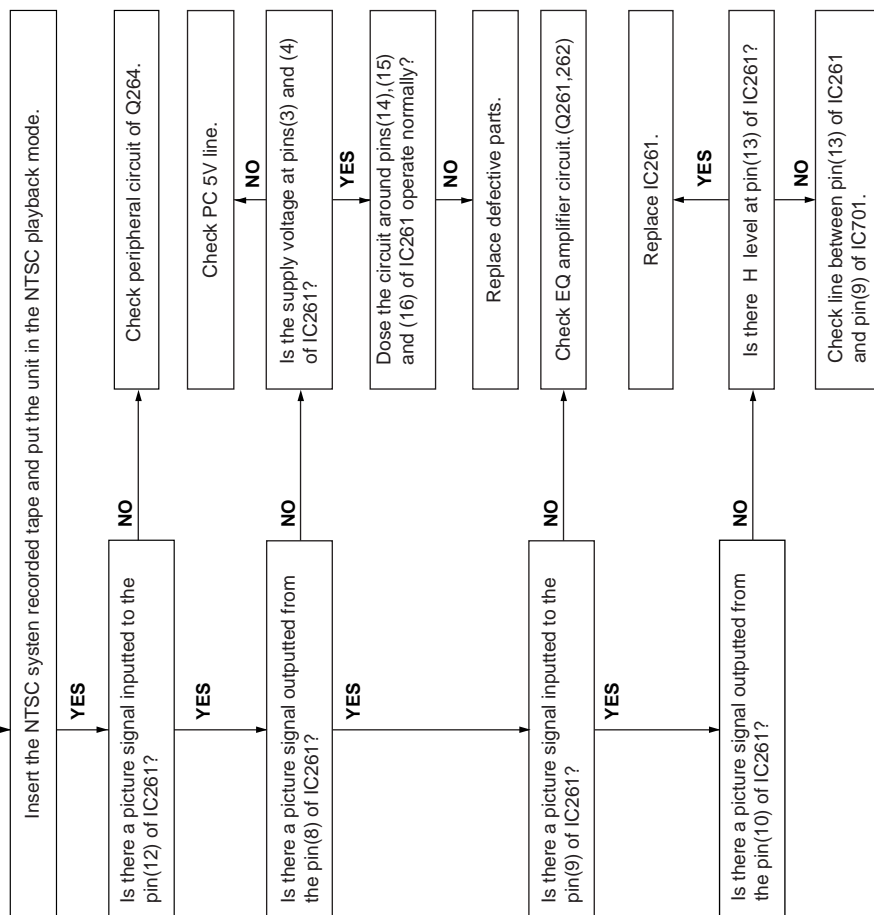 Insert the NTSC systen recorded tape and put the unit in the NTSC playback mode.
YES
Is there a picture signal inputted to the
pin(12) of IC261?
NO
Check peripheral circuit of Q264.
YES
Is there a picture signal outputted from
the pin(8) of IC261?
NO
Is the supply voltage at pins(3) and (4)
of IC261?
NO
Check PC 5V line.
YES
Dose the circuit around pins(14),(15)
and (16) of IC261 operate normally?
NO
Replace defective parts.
YES
Is there a picture signal inputted to the
pin(9) of IC261?
NO
Check EQ amplifier circuit.(Q261,262)
YES
Is there a picture signal outputted from
the pin(10) of IC261?
NO
Is there H level at pin(13) of IC261?
YES
Replace IC261.
NO
Check line between pin(13) of IC261
and pin(9) of IC701.